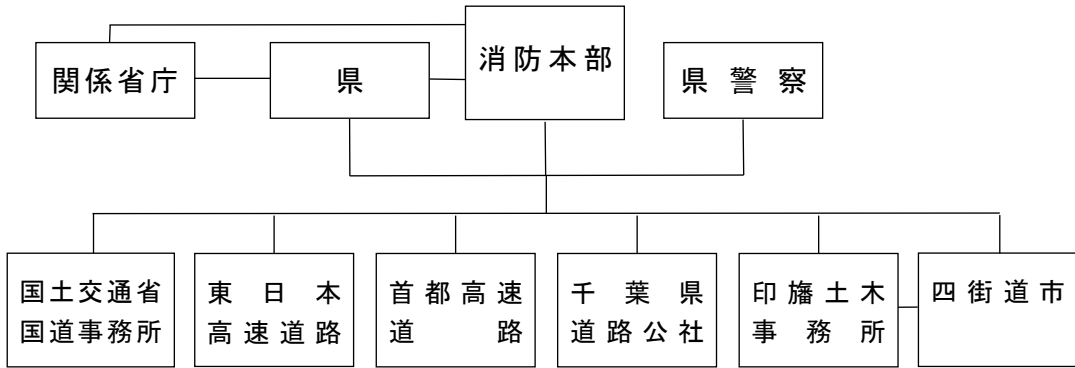 消防本部
関係省庁
県
県警察
国土交通省
国道事務所
東日本
高速道路
首都高速
道路
千葉県
道路公社
印旛土木
事務所
四街道市